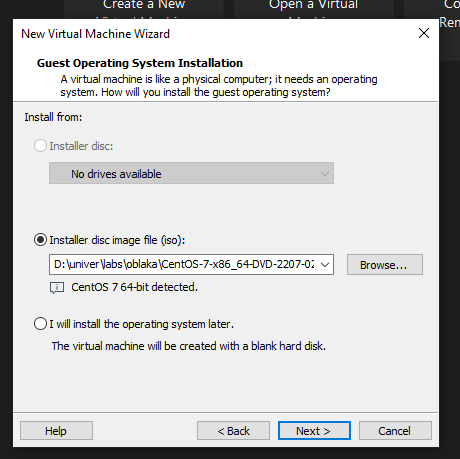 Create a New
Open a Virtual
Virtual Machine
New Virtual Machine Wizard
Guest Operating System Installation
A virtual machine is like a physical computer; it needs an operating
system. How will you install the guest operating system?
Install from:
Installer disc:
No drives available
Installer disc image file (iso):
D:\univer\labs\oblaka\CentOS-7-x86_64-DVD-2207-02
Browse...
CentOS 7 64-bit detected.
I will install the operating system later.
The virtual machine will be created with a blank hard disk.
Help
< Back
Next >
Cancel